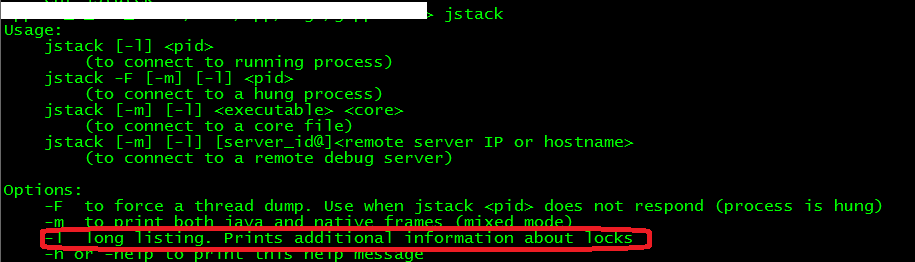 > jstack
Usage:
jstack [-l] <pid>
(to connect to running process)
jstack -F [-m] [-l] <pid>
(to connect to a hung process)
jstack [-m] [-l] <executable> <core>
(to connect to a core file)
jstack [-m] [-l] [server_id@]<remote server IP or hostname>
(to connect to a remote debug server)
Options:
-F to force a thread dump. Use when jstack <pid> does not respond (process is hung)
-m to print both java and native frames (mixed mode)
-l long listing. Prints additional information about locks
-h or -help to print this help message